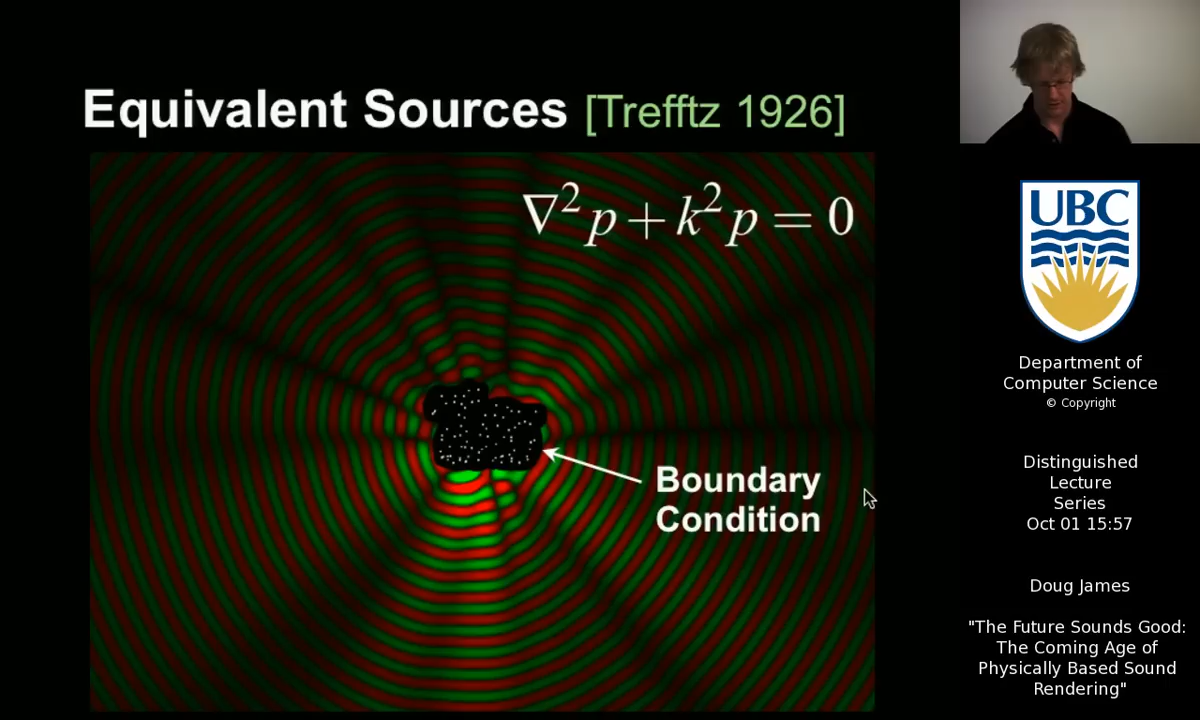 Equivalent Sources [Trefftz 1926]
∇²p + k²p = 0
Boundary
Condition
UBC
Department of
Computer Science
© Copyright
Distinguished
Lecture
Series
Oct 01 15:57
Doug James
"The Future Sounds Good:
The Coming Age of
Physically Based Sound
Rendering"